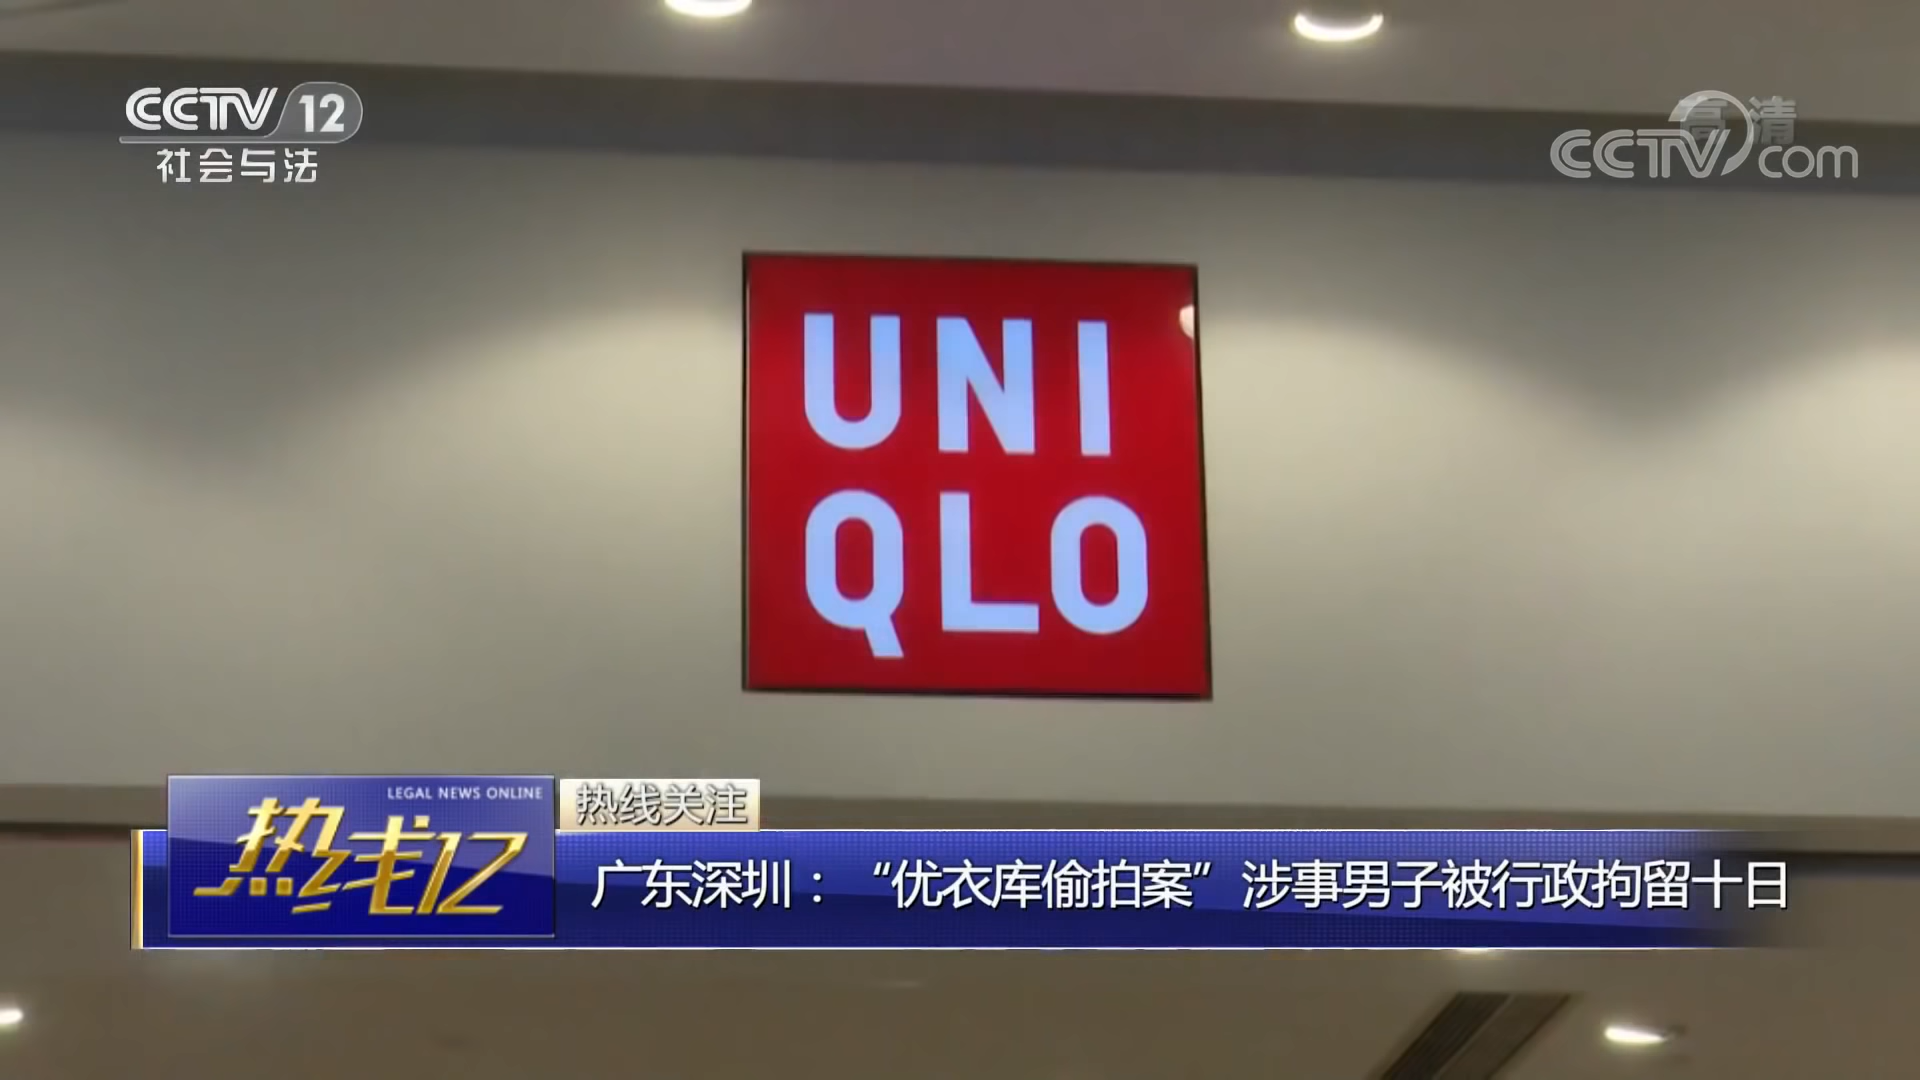 CCTV 12
社会与法
高清
CCTV.com
UNI
QLO
LEGAL NEWS ONLINE
热线12
热线关注
广东深圳：“优衣库偷拍案”涉事男子被行政拘留十日